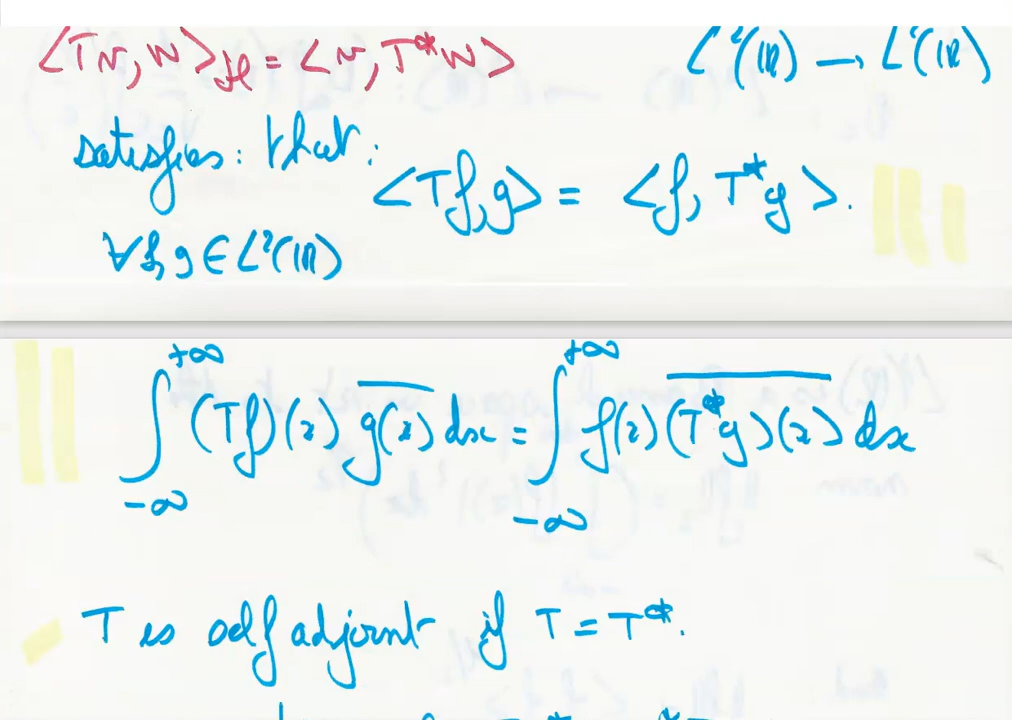 ⟨Tv, w⟩_H = ⟨v, T*w⟩ L²(ℝ) → L²(ℝ)
satisfies: that:
⟨Tf, g⟩ = ⟨f, T*g⟩.
∀f, g ∈ L²(ℝ)
∫_{-∞}^{+∞} (Tf)(x) \overline{g(x)} dx = ∫_{-∞}^{+∞} f(x) \overline{(T*g)(x)} dx
T is self adjoint if T = T*.